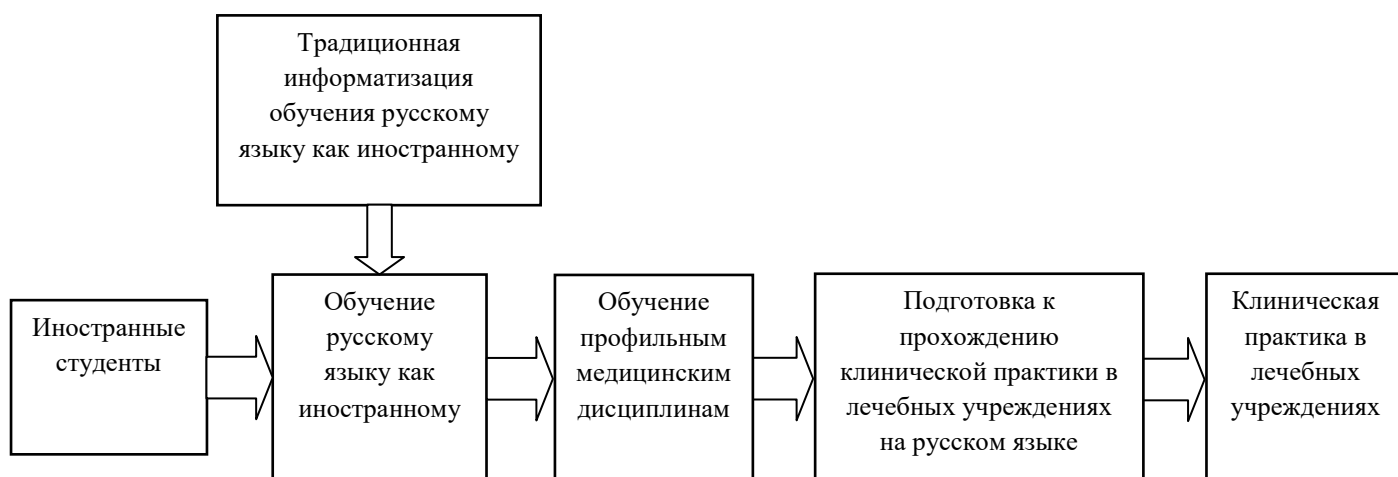 Традиционная
информатизация
обучения русскому
языку как иностранному
Иностранные
студенты
Обучение
русскому
языку как
иностранному
Обучение
профильным
медицинским
дисциплинам
Подготовка к
прохождению
клинической практики в
лечебных учреждениях
на русском языке
Клиническая
практика в
лечебных
учреждениях